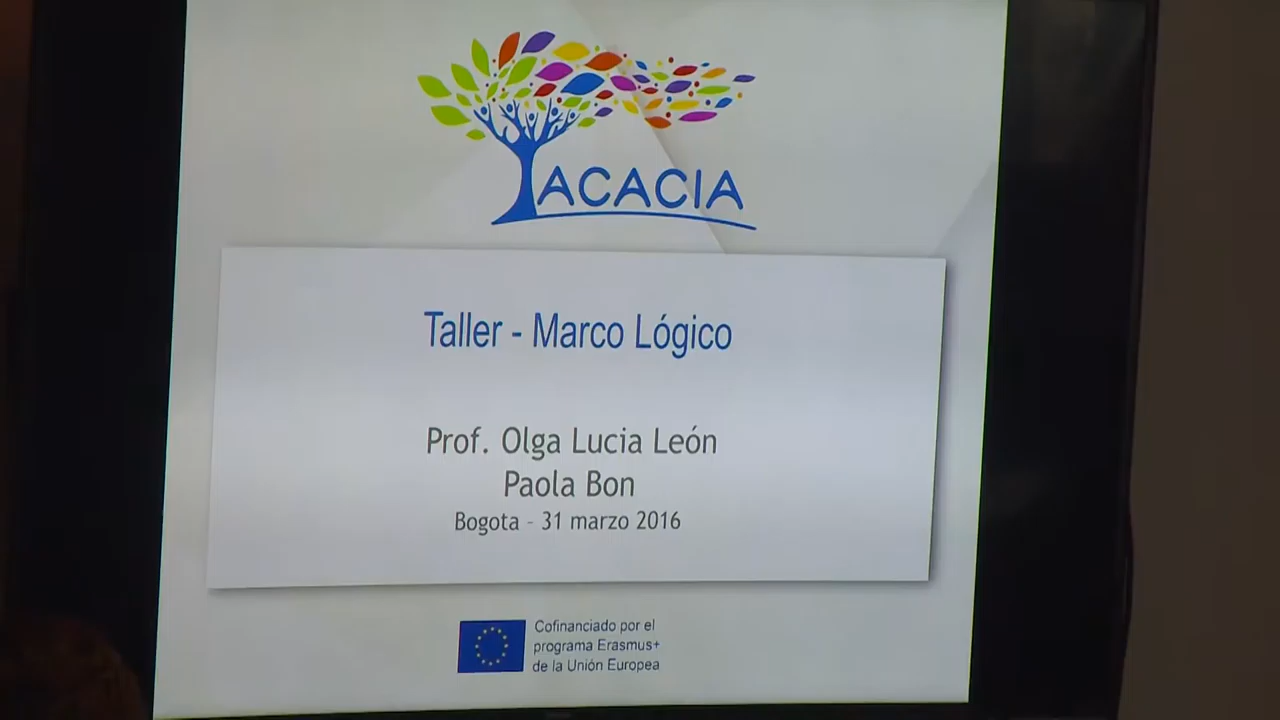 ACACIA
Taller - Marco Lógico
Prof. Olga Lucia León
Paola Bon
Bogota - 31 marzo 2016
Cofinanciado por el
programa Erasmus+
de la Unión Europea